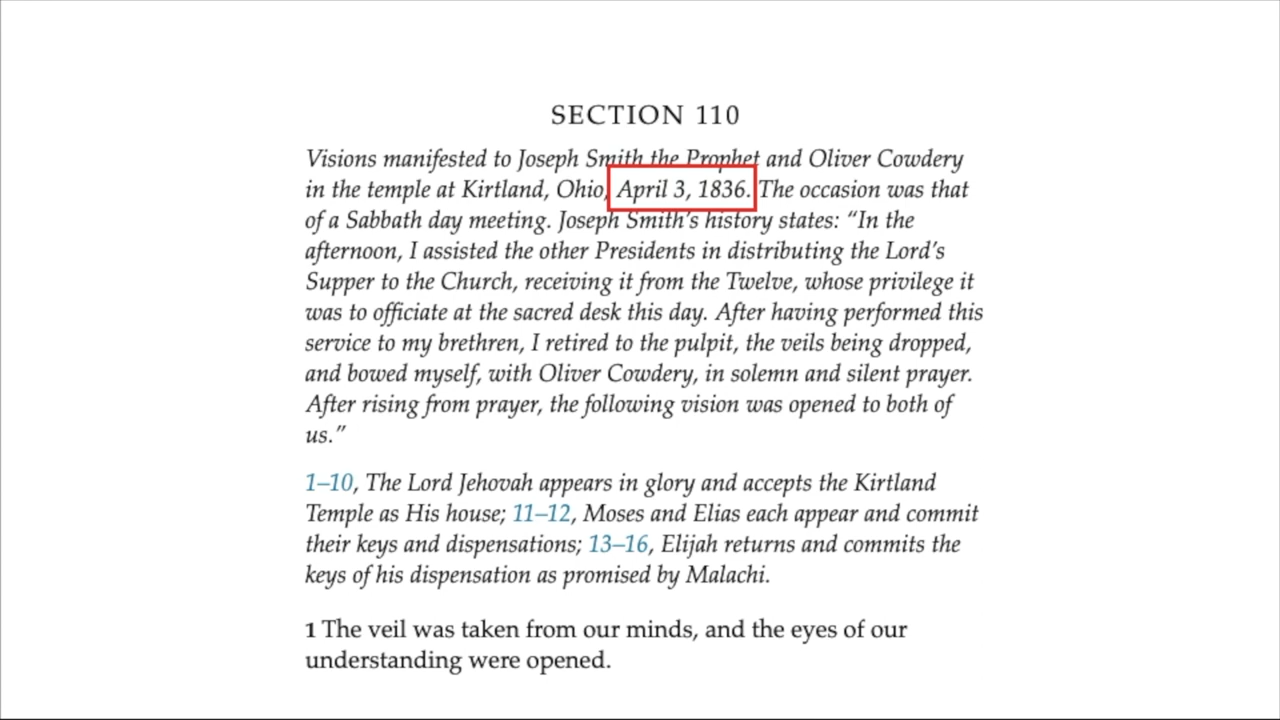 SECTION 110
Visions manifested to Joseph Smith the Prophet and Oliver Cowdery
in the temple at Kirtland, Ohio, April 3, 1836. The occasion was that
of a Sabbath day meeting. Joseph Smith’s history states: “In the
afternoon, I assisted the other Presidents in distributing the Lord’s
Supper to the Church, receiving it from the Twelve, whose privilege it
was to officiate at the sacred desk this day. After having performed this
service to my brethren, I retired to the pulpit, the veils being dropped,
and bowed myself, with Oliver Cowdery, in solemn and silent prayer.
After rising from prayer, the following vision was opened to both of
us.”
1–10, The Lord Jehovah appears in glory and accepts the Kirtland
Temple as His house; 11–12, Moses and Elias each appear and commit
their keys and dispensations; 13–16, Elijah returns and commits the
keys of his dispensation as promised by Malachi.
1 The veil was taken from our minds, and the eyes of our
understanding were opened.